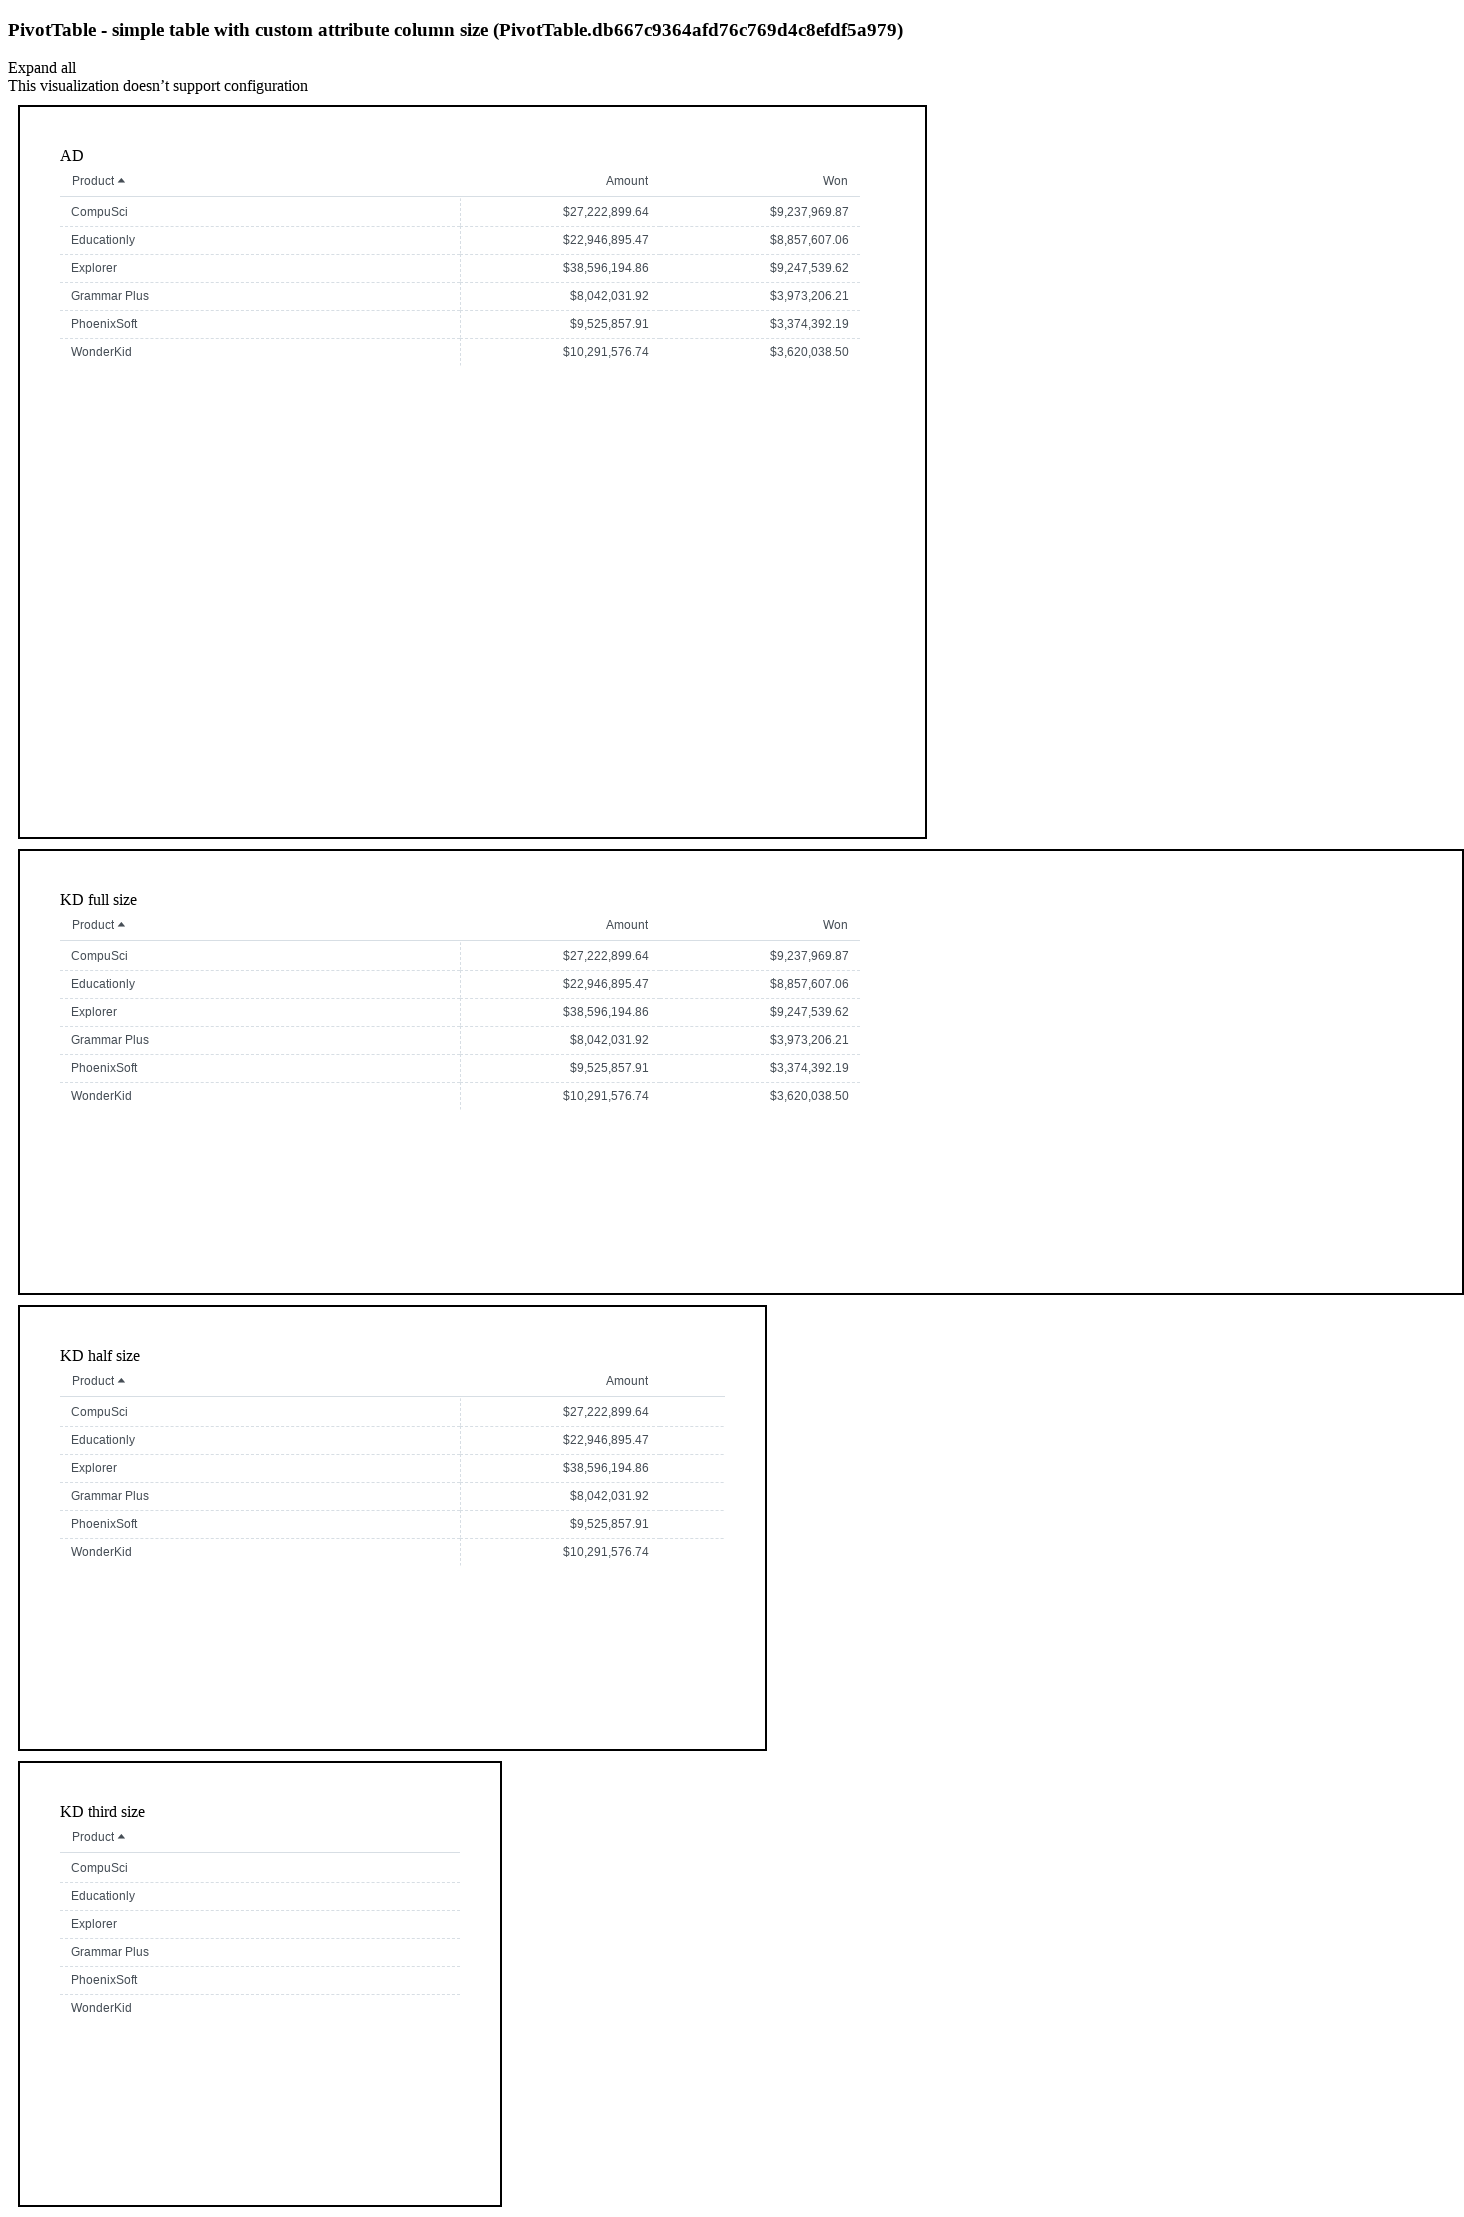 PivotTable - simple table with custom attribute column size (PivotTable.db667c9364afd76c769d4c8efdf5a979)
Expand all
This visualization doesn’t support configuration
AD
Product Amount Won
CompuSci $27,222,899.64 $9,237,969.87
Educationly $22,946,895.47 $8,857,607.06
Explorer $38,596,194.86 $9,247,539.62
Grammar Plus $8,042,031.92 $3,973,206.21
PhoenixSoft $9,525,857.91 $3,374,392.19
WonderKid $10,291,576.74 $3,620,038.50
KD full size
Product Amount Won
CompuSci $27,222,899.64 $9,237,969.87
Educationly $22,946,895.47 $8,857,607.06
Explorer $38,596,194.86 $9,247,539.62
Grammar Plus $8,042,031.92 $3,973,206.21
PhoenixSoft $9,525,857.91 $3,374,392.19
WonderKid $10,291,576.74 $3,620,038.50
KD half size
Product Amount
CompuSci $27,222,899.64
Educationly $22,946,895.47
Explorer $38,596,194.86
Grammar Plus $8,042,031.92
PhoenixSoft $9,525,857.91
WonderKid $10,291,576.74
KD third size
Product
CompuSci
Educationly
Explorer
Grammar Plus
PhoenixSoft
WonderKid